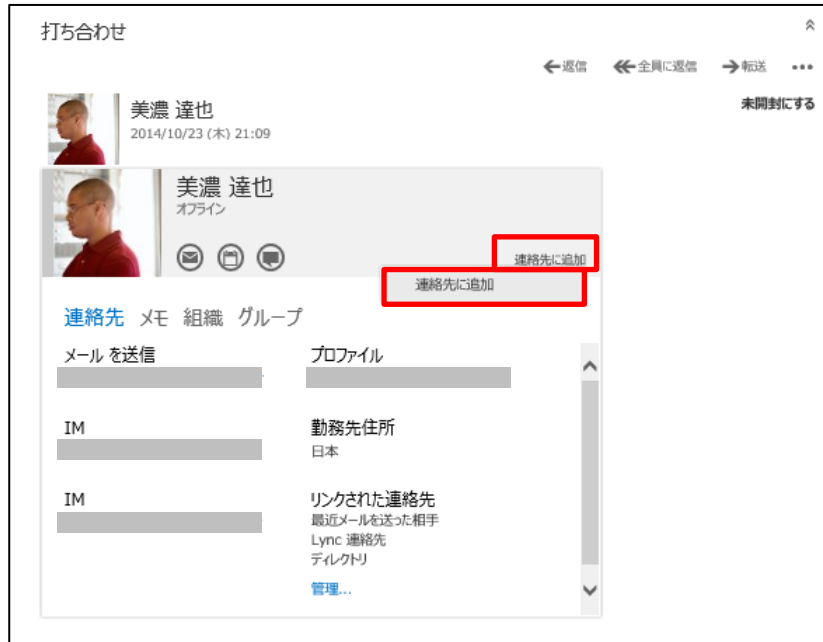 打ち合わせ
返信 全員に返信 転送 •••
美濃 達也
2014/10/23 (木) 21:09
未開封にする
美濃 達也
オフライン
連絡先に追加
連絡先に追加
連絡先 メモ 組織 グループ
メール を送信
プロファイル
IM
勤務先住所
日本
IM
リンクされた連絡先
最近メールを送った相手
Lync 連絡先
ディレクトリ
管理...